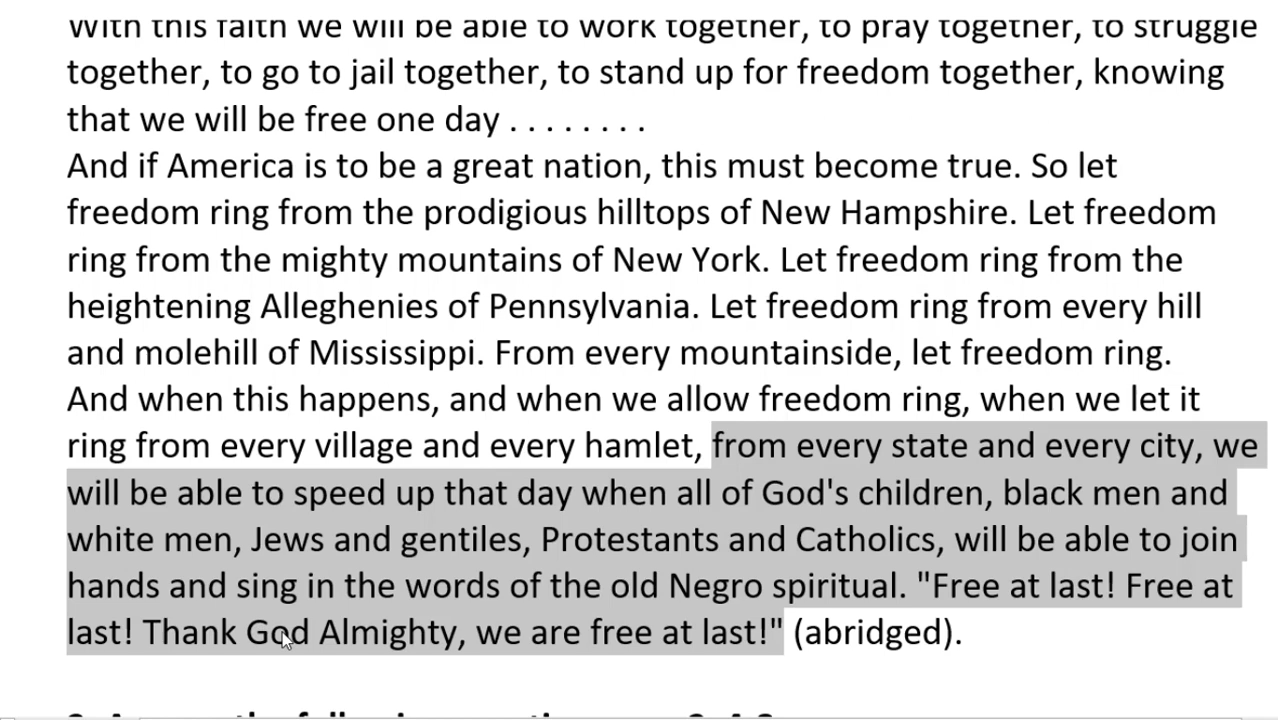 With this faith we will be able to work together, to pray together, to struggle
together, to go to jail together, to stand up for freedom together, knowing
that we will be free one day . . . . . . . .
And if America is to be a great nation, this must become true. So let
freedom ring from the prodigious hilltops of New Hampshire. Let freedom
ring from the mighty mountains of New York. Let freedom ring from the
heightening Alleghenies of Pennsylvania. Let freedom ring from every hill
and molehill of Mississippi. From every mountainside, let freedom ring.
And when this happens, and when we allow freedom ring, when we let it
ring from every village and every hamlet, from every state and every city, we
will be able to speed up that day when all of God's children, black men and
white men, Jews and gentiles, Protestants and Catholics, will be able to join
hands and sing in the words of the old Negro spiritual. "Free at last! Free at
last! Thank God Almighty, we are free at last!" (abridged).